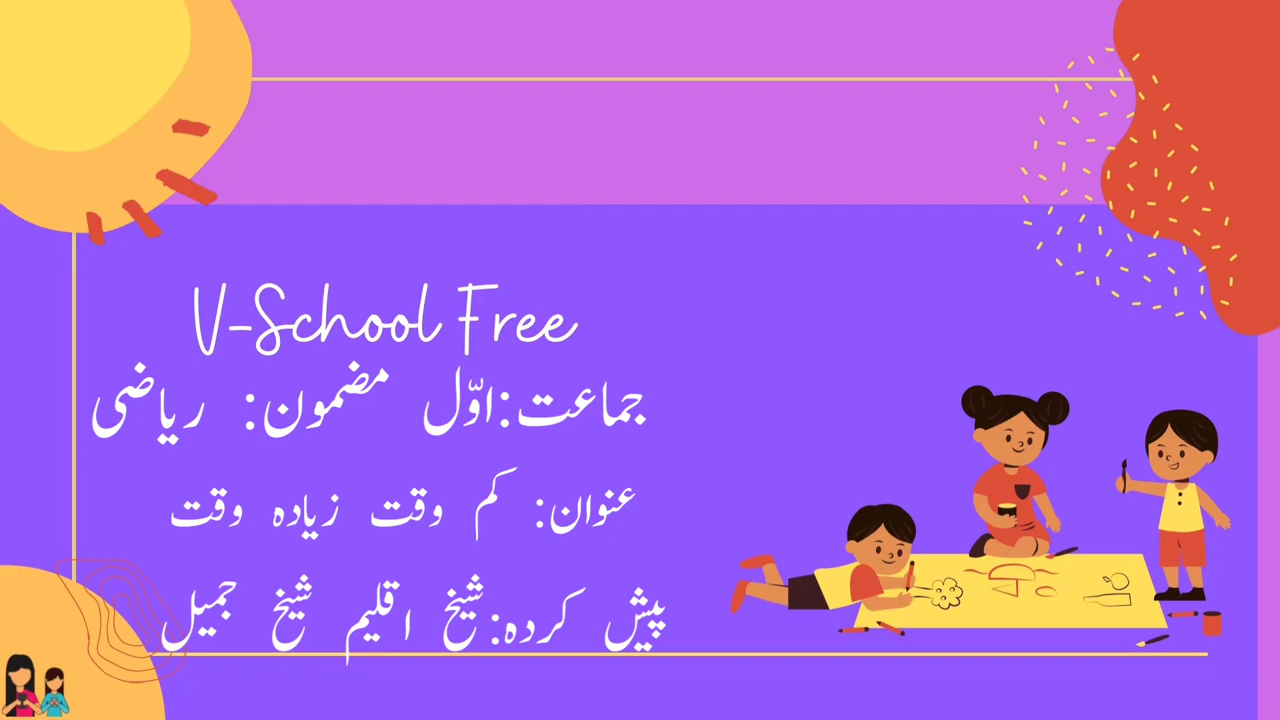 V-School Free
جماعت:اوّل مضمون: ریاضی
عنوان: کم وقت زیادہ وقت
پیش کردہ:شیخ اقلیم شیخ جمیل